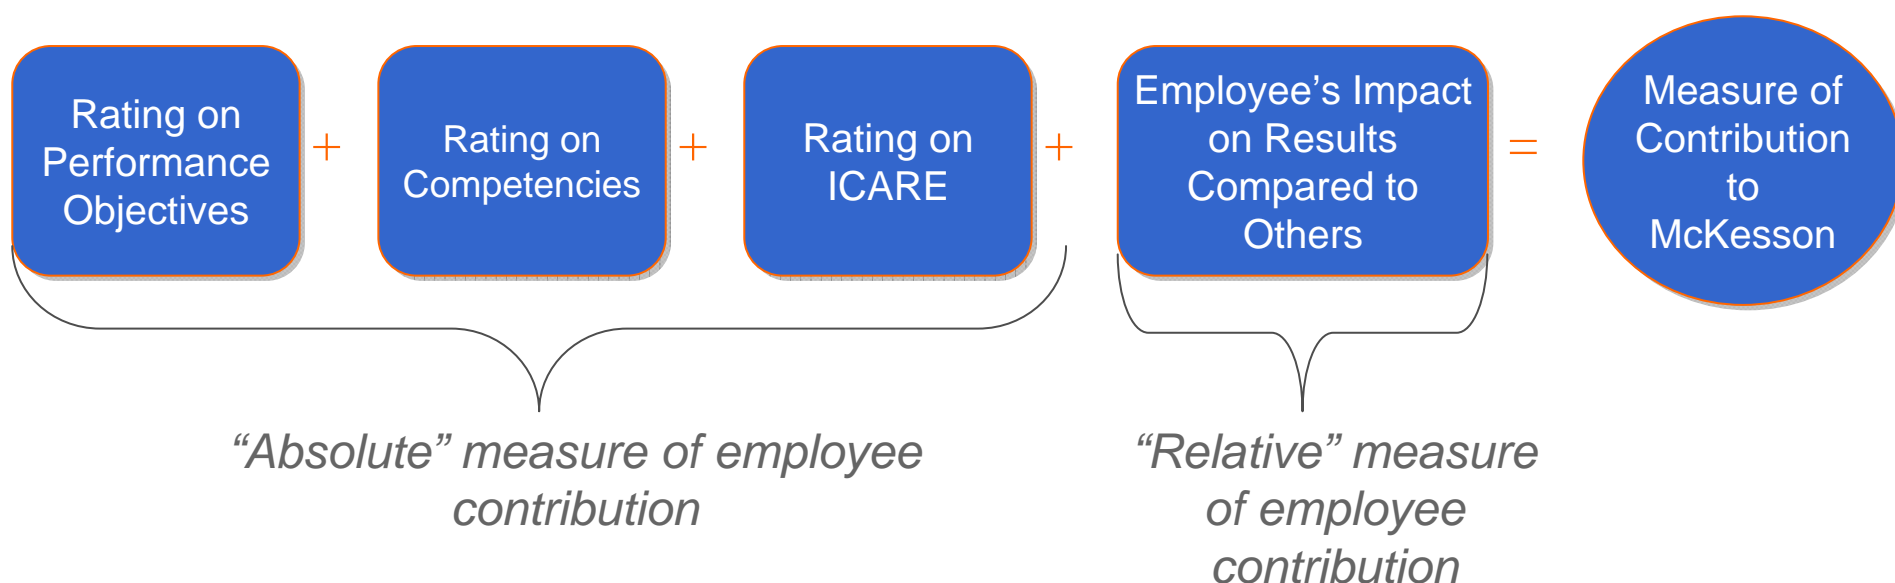 Rating on
Performance
Objectives
+
Rating on
Competencies
+
Rating on
ICARE
+
Employee’s Impact
on Results
Compared to
Others
=
Measure of
Contribution
to
McKesson
“Absolute” measure of employee
contribution
“Relative” measure
of employee
contribution